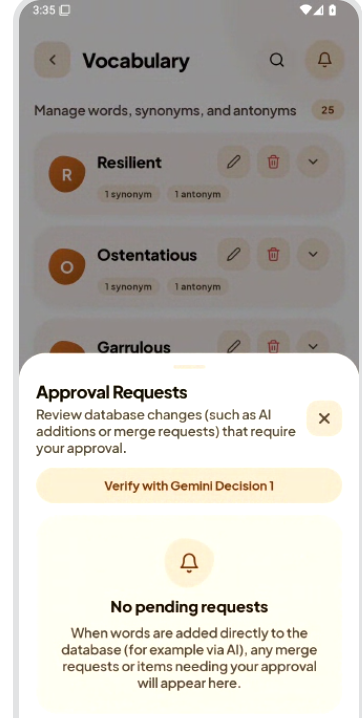 3:35
Vocabulary
Manage words, synonyms, and antonyms 25
R Resilient
1 synonym 1 antonym
O Ostentatious
1 synonym 1 antonym
Garrulous
Approval Requests
Review database changes (such as AI
additions or merge requests) that require
your approval.
Verify with Gemini Decision 1
No pending requests
When words are added directly to the
database (for example via AI), any merge
requests or items needing your approval
will appear here.